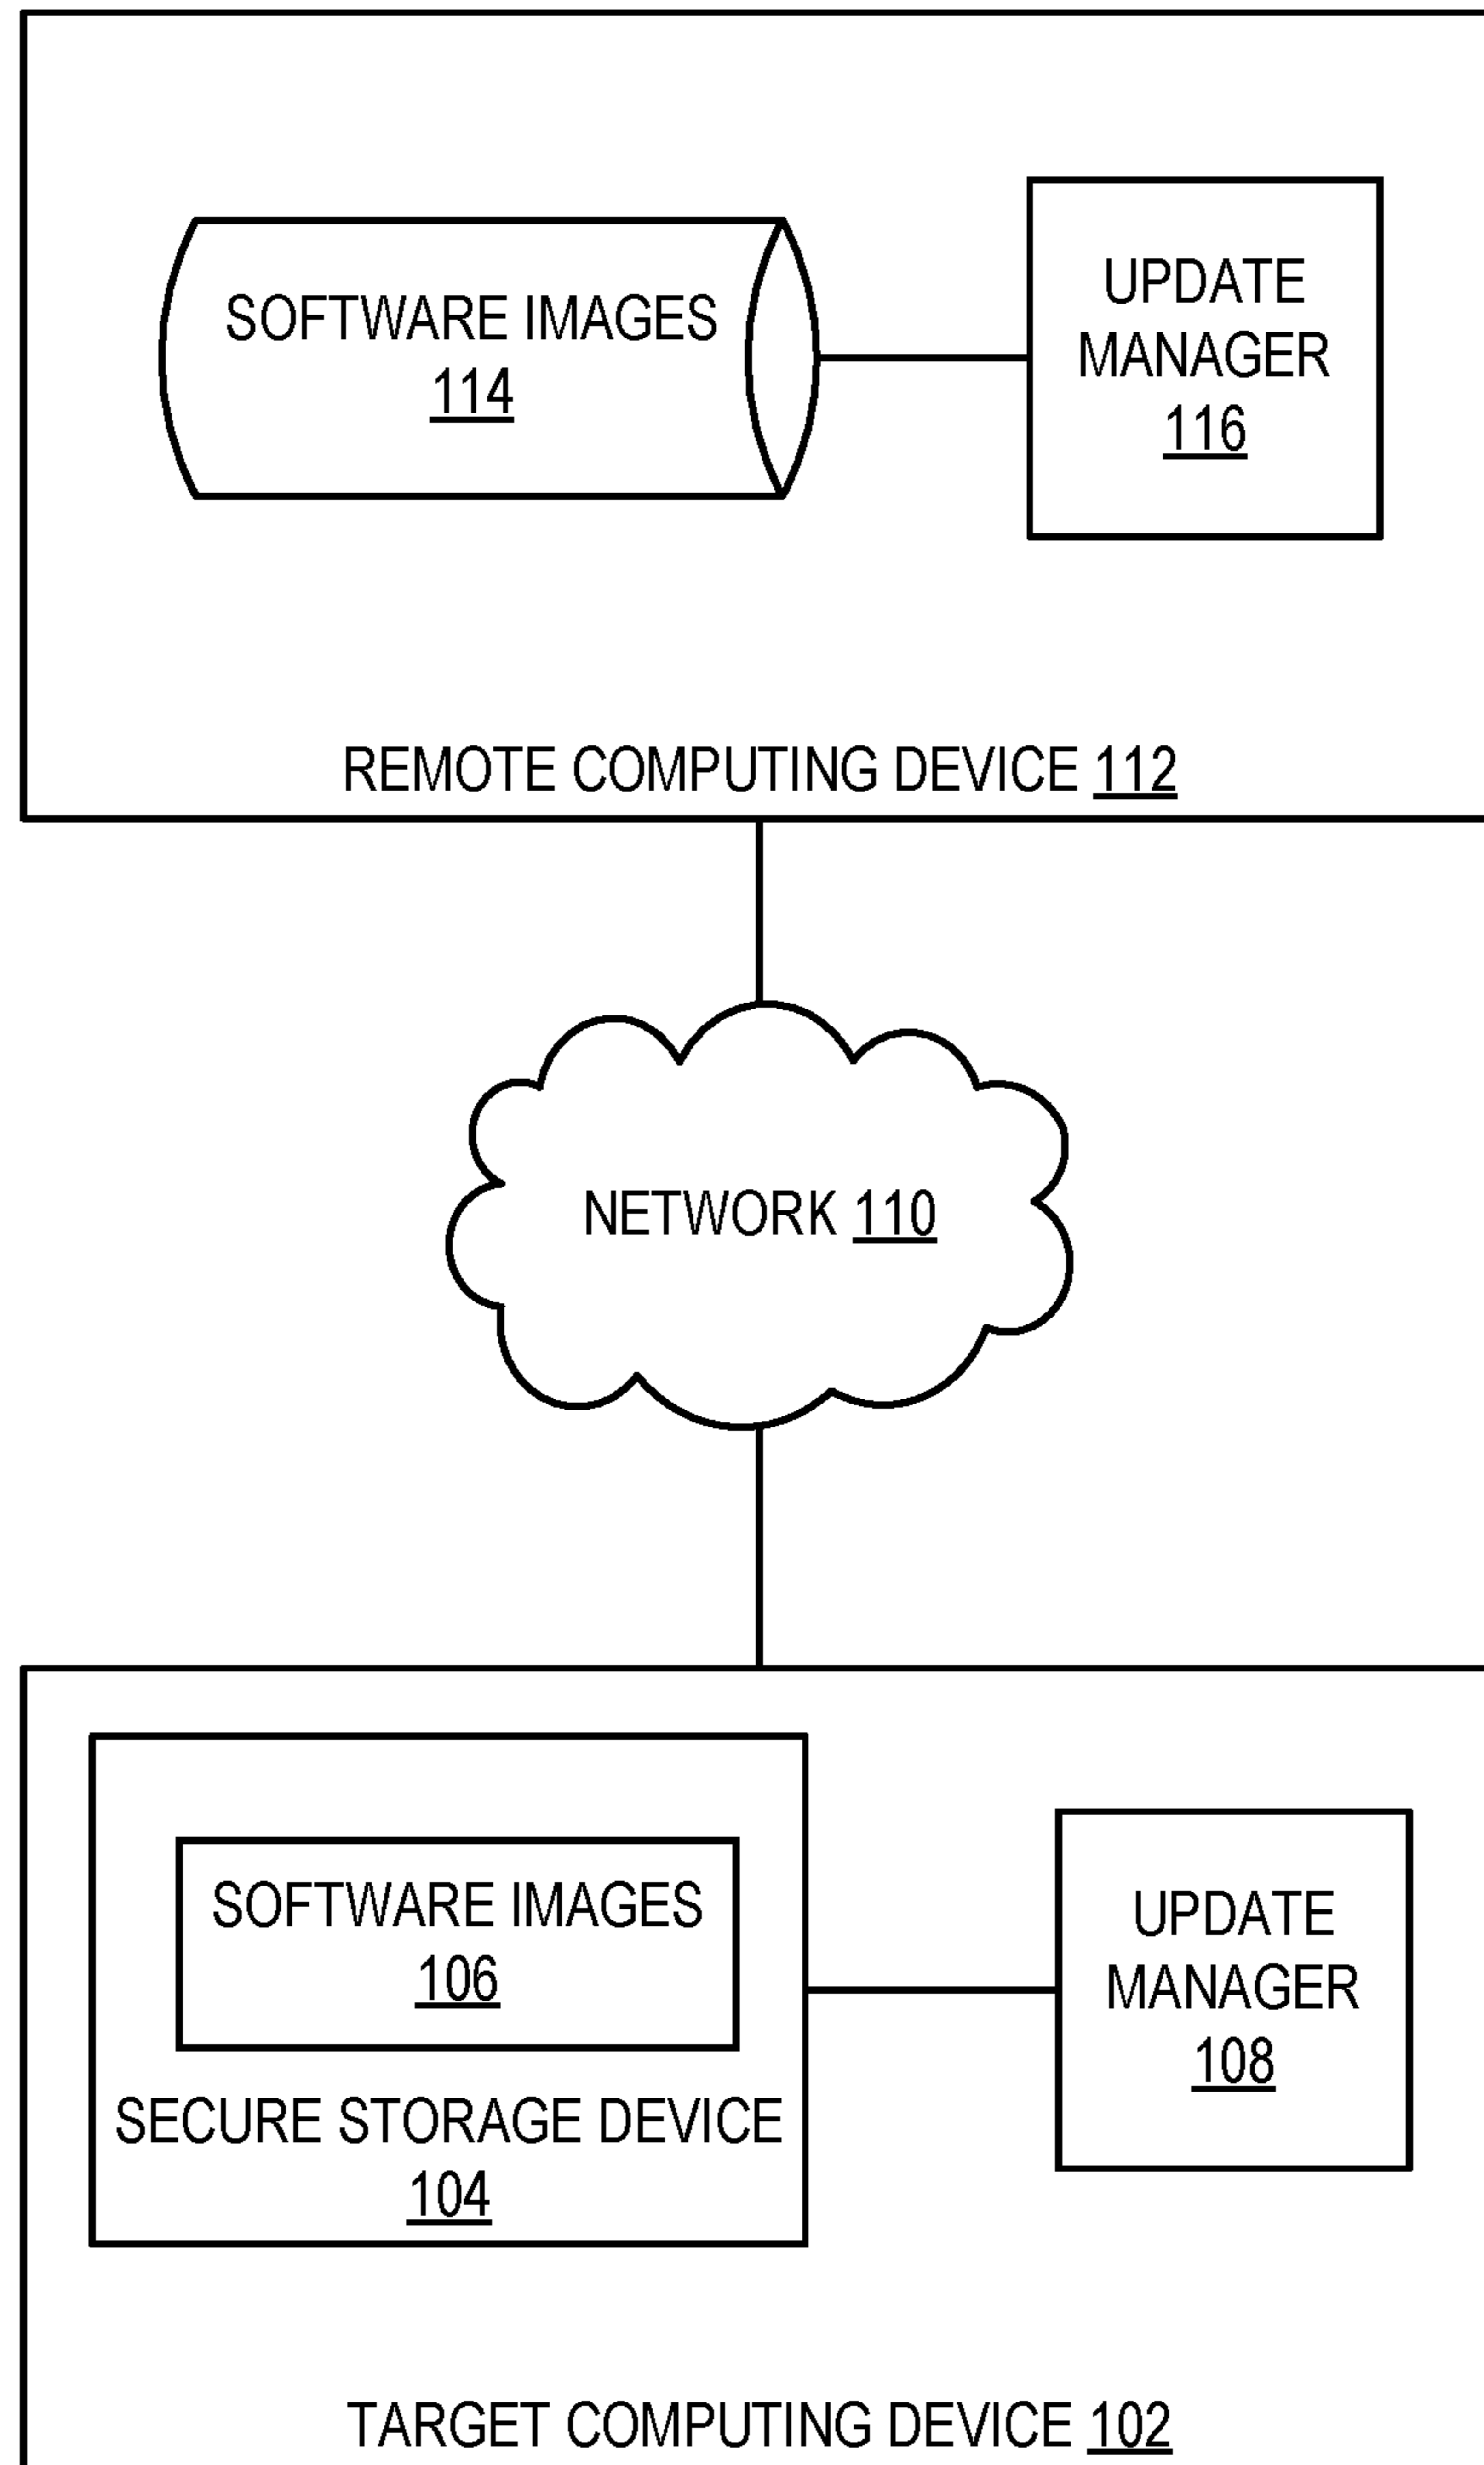 SOFTWARE IMAGES
114
UPDATE
MANAGER
116
REMOTE COMPUTING DEVICE 112
NETWORK 110
SOFTWARE IMAGES
106
SECURE STORAGE DEVICE
104
UPDATE
MANAGER
108
TARGET COMPUTING DEVICE 102